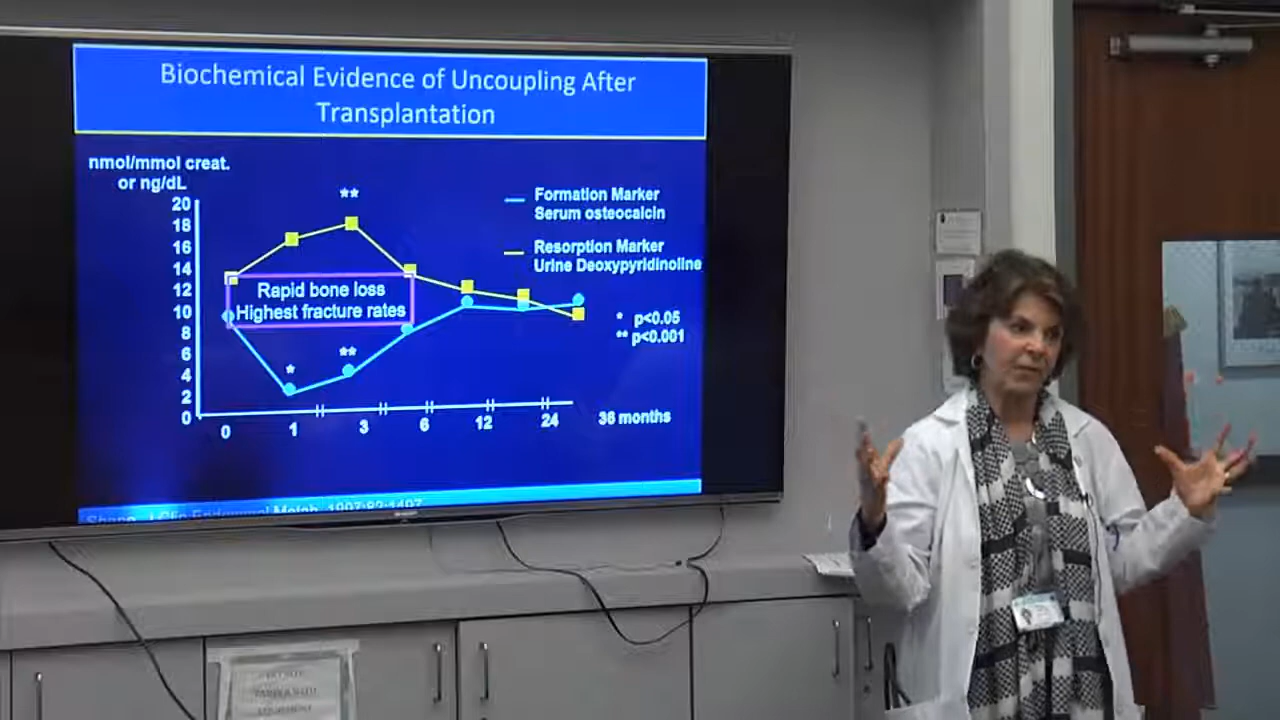 Biochemical Evidence of Uncoupling After
Transplantation
nmol/mmol creat.
or ng/dL
20
18
16
14
12
10
8
6
4
2
0
**
Rapid bone loss
Highest fracture rates
*
**
Formation Marker
Serum osteocalcin
Resorption Marker
Urine Deoxypyridinoline
* p<0.05
** p<0.001
0 1 3 6 12 24 36 months